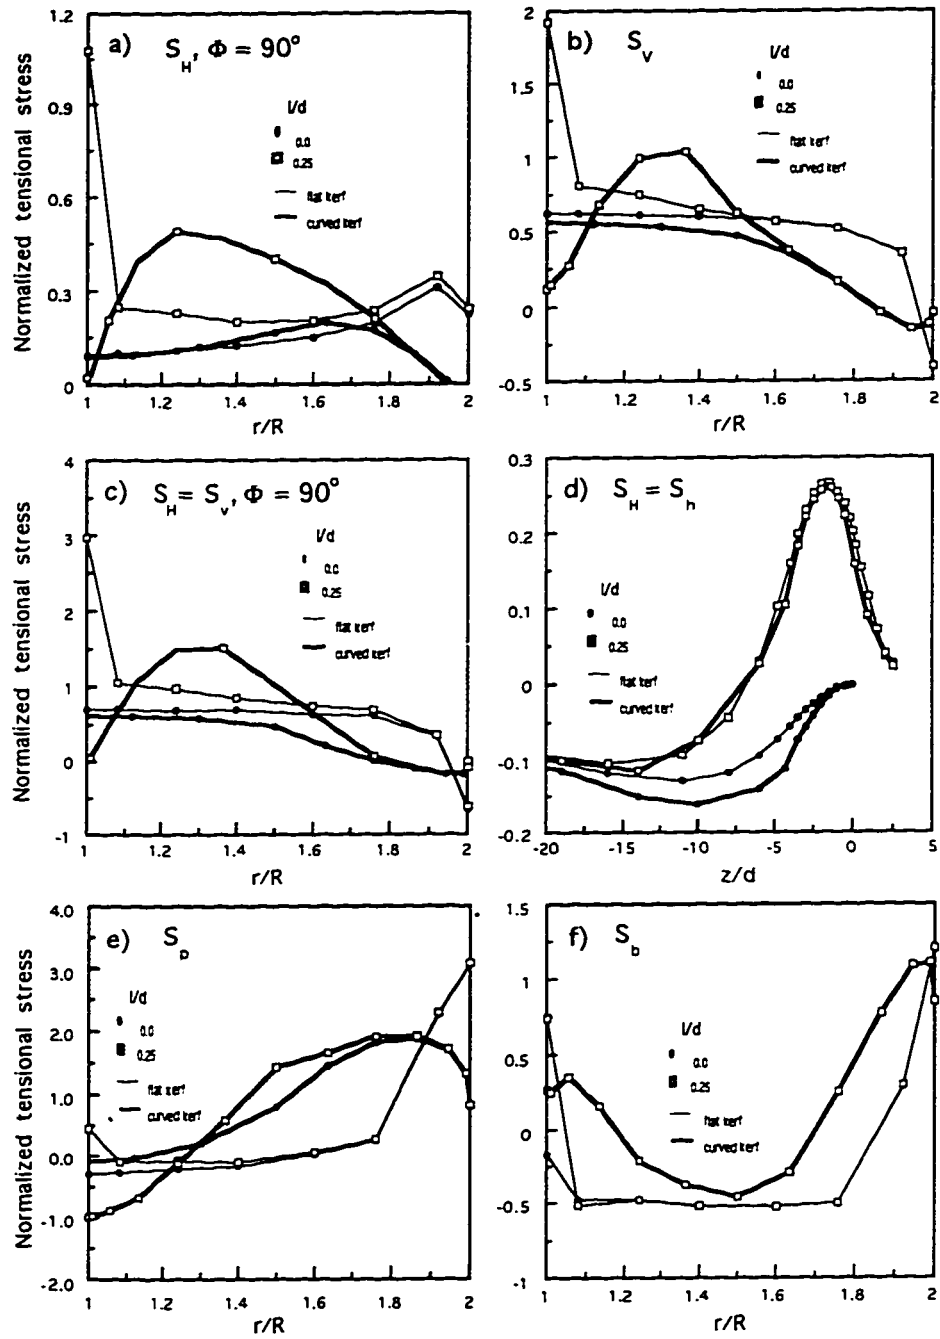 a) S_H, Φ = 90°
Normalized tensional stress
1.2
0.9
0.6
0.3
0
l/d
0.0
0.25
flat kerf
curved kerf
1 1.2 1.4 1.6 1.8 2
r/R
b) S_V
2
1.5
1
0.5
0
-0.5
l/d
0.0
0.25
flat kerf
curved kerf
1 1.2 1.4 1.6 1.8 2
r/R
c) S_H = S_v, Φ = 90°
Normalized tensional stress
4
3
2
1
0
-1
l/d
0.0
0.25
flat kerf
curved kerf
1 1.2 1.4 1.6 1.8 2
r/R
d) S_H = S_h
0.3
0.2
0.1
0
-0.1
-0.2
l/d
0.0
0.25
flat kerf
curved kerf
-20 -15 -10 -5 0 5
z/d
e) S_p
Normalized tensional stress
4.0
3.0
2.0
1.0
0.0
-1.0
-2.0
l/d
0.0
0.25
flat kerf
curved kerf
1 1.2 1.4 1.6 1.8 2
r/R
f) S_b
1.5
1
0.5
0
-0.5
-1
l/d
0.0
0.25
flat kerf
curved kerf
1 1.2 1.4 1.6 1.8 2
r/R